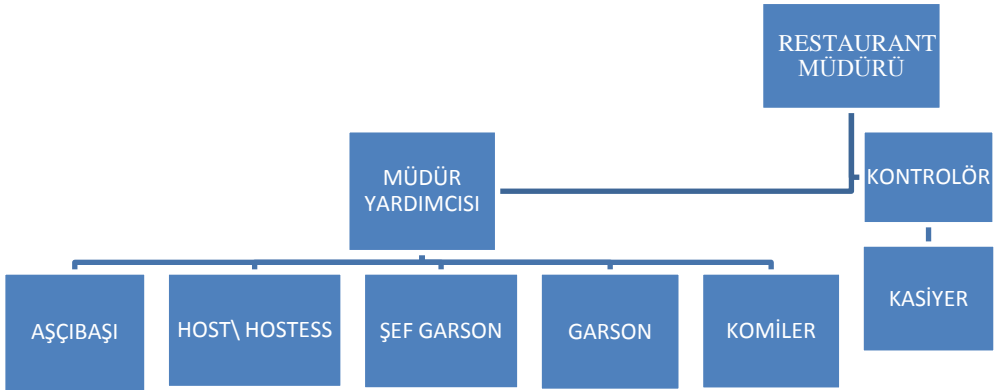 RESTAURANT
MÜDÜRÜ
MÜDÜR
YARDIMCISI
KONTROLÖR
AŞÇIBAŞI
HOST\ HOSTESS
ŞEF GARSON
GARSON
KOMİLER
KASİYER